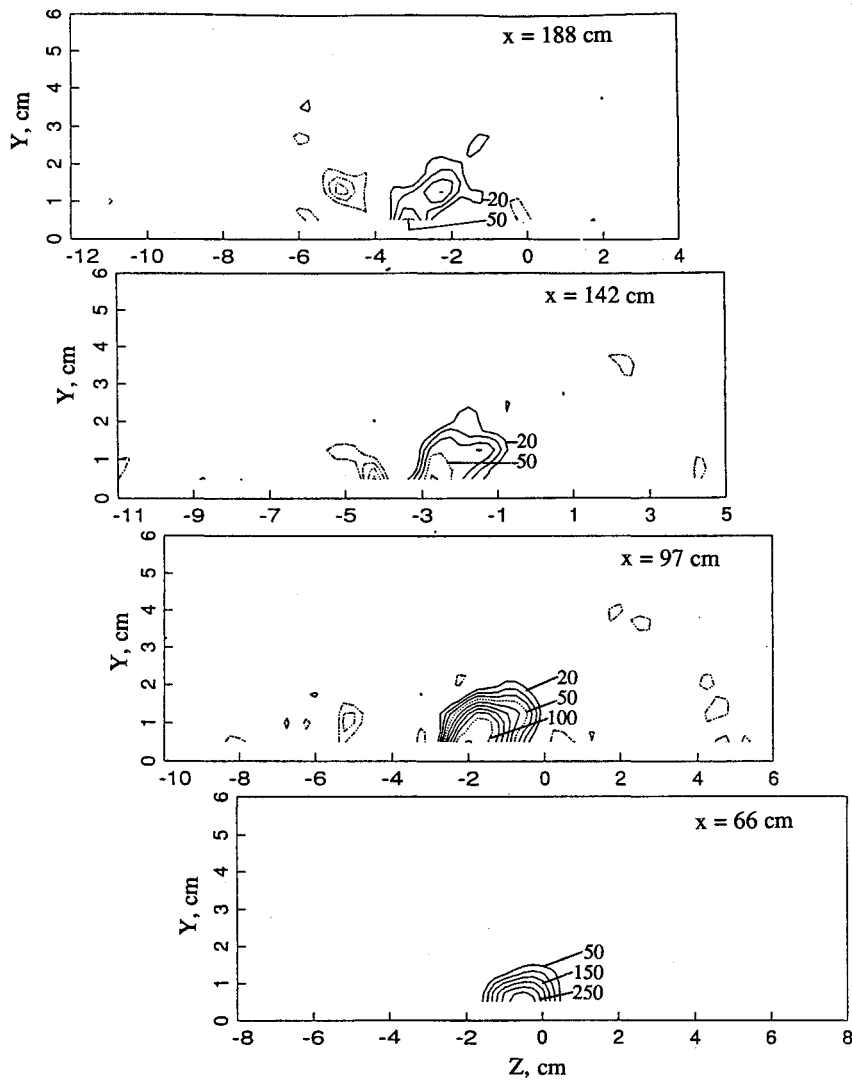 x = 188 cm
Y, cm
6
5
4
3
2
1
0
20
50
-12 -10 -8 -6 -4 -2 0 2 4
x = 142 cm
Y, cm
6
5
4
3
2
1
0
20
50
-11 -9 -7 -5 -3 -1 1 3 5
x = 97 cm
Y, cm
6
5
4
3
2
1
0
20
50
100
-10 -8 -6 -4 -2 0 2 4 6
x = 66 cm
Y, cm
6
5
4
3
2
1
0
50
150
250
-8 -6 -4 -2 0 2 4 6 8
Z, cm